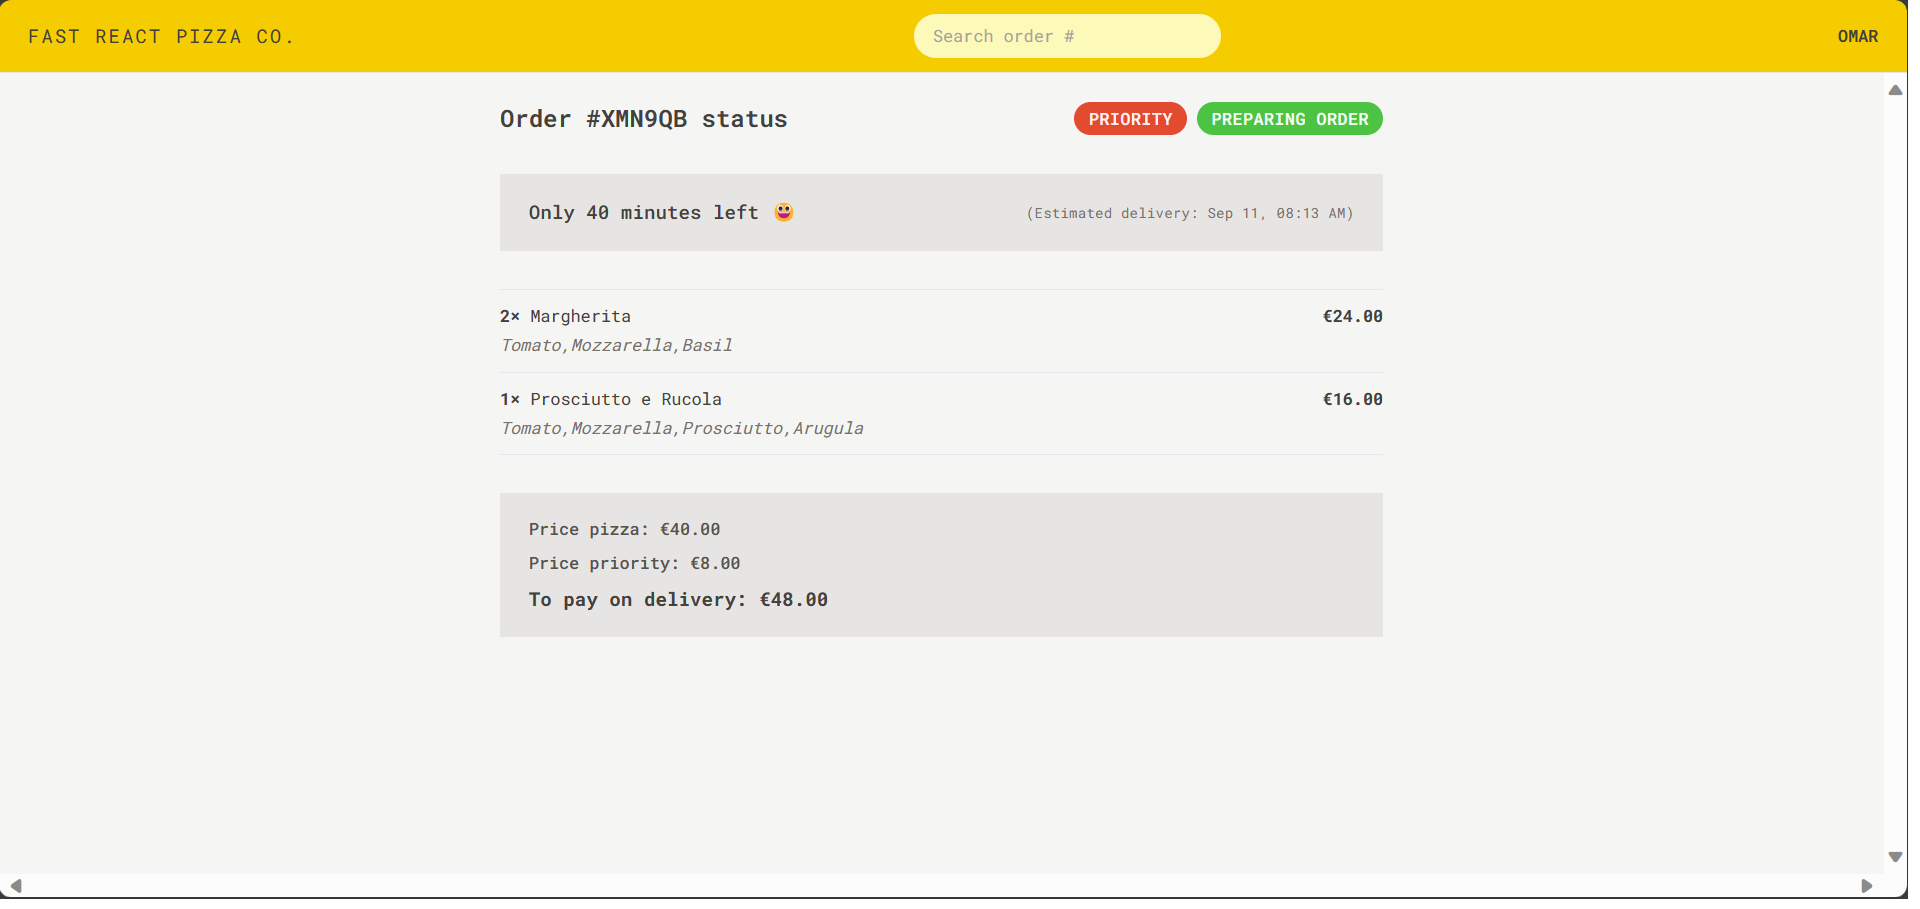 FAST REACT PIZZA CO.
Search order #
OMAR
Order #XMN9QB status
PRIORITY
PREPARING ORDER
Only 40 minutes left 😀
(Estimated delivery: Sep 11, 08:13 AM)
2× Margherita
€24.00
Tomato,Mozzarella,Basil
1× Prosciutto e Rucola
€16.00
Tomato,Mozzarella,Prosciutto,Arugula
Price pizza: €40.00
Price priority: €8.00
To pay on delivery: €48.00